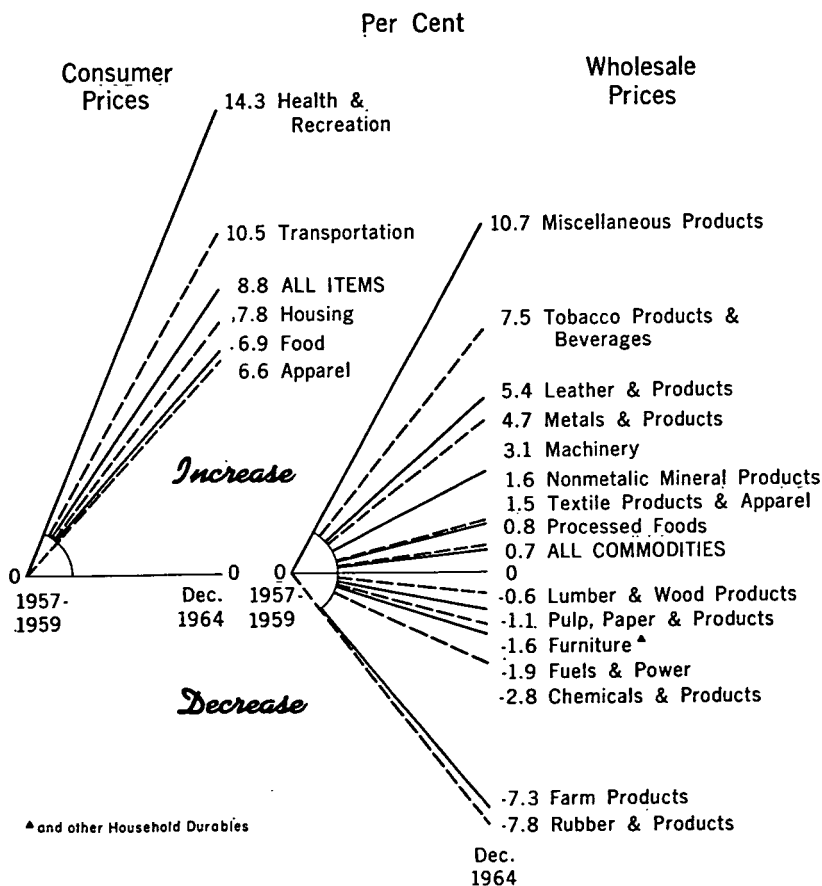 Per Cent
Consumer
Prices
14.3 Health &
Recreation
10.5 Transportation
8.8 ALL ITEMS
7.8 Housing
6.9 Food
6.6 Apparel
Increase
0
0
1957-
1959
Dec.
1964
Decrease
▲ and other Household Durables
Wholesale
Prices
10.7 Miscellaneous Products
7.5 Tobacco Products &
Beverages
5.4 Leather & Products
4.7 Metals & Products
3.1 Machinery
1.6 Nonmetalic Mineral Products
1.5 Textile Products & Apparel
0.8 Processed Foods
0.7 ALL COMMODITIES
0
0
1957-
1959
-0.6 Lumber & Wood Products
-1.1 Pulp, Paper & Products
-1.6 Furniture ▲
-1.9 Fuels & Power
-2.8 Chemicals & Products
-7.3 Farm Products
-7.8 Rubber & Products
Dec.
1964